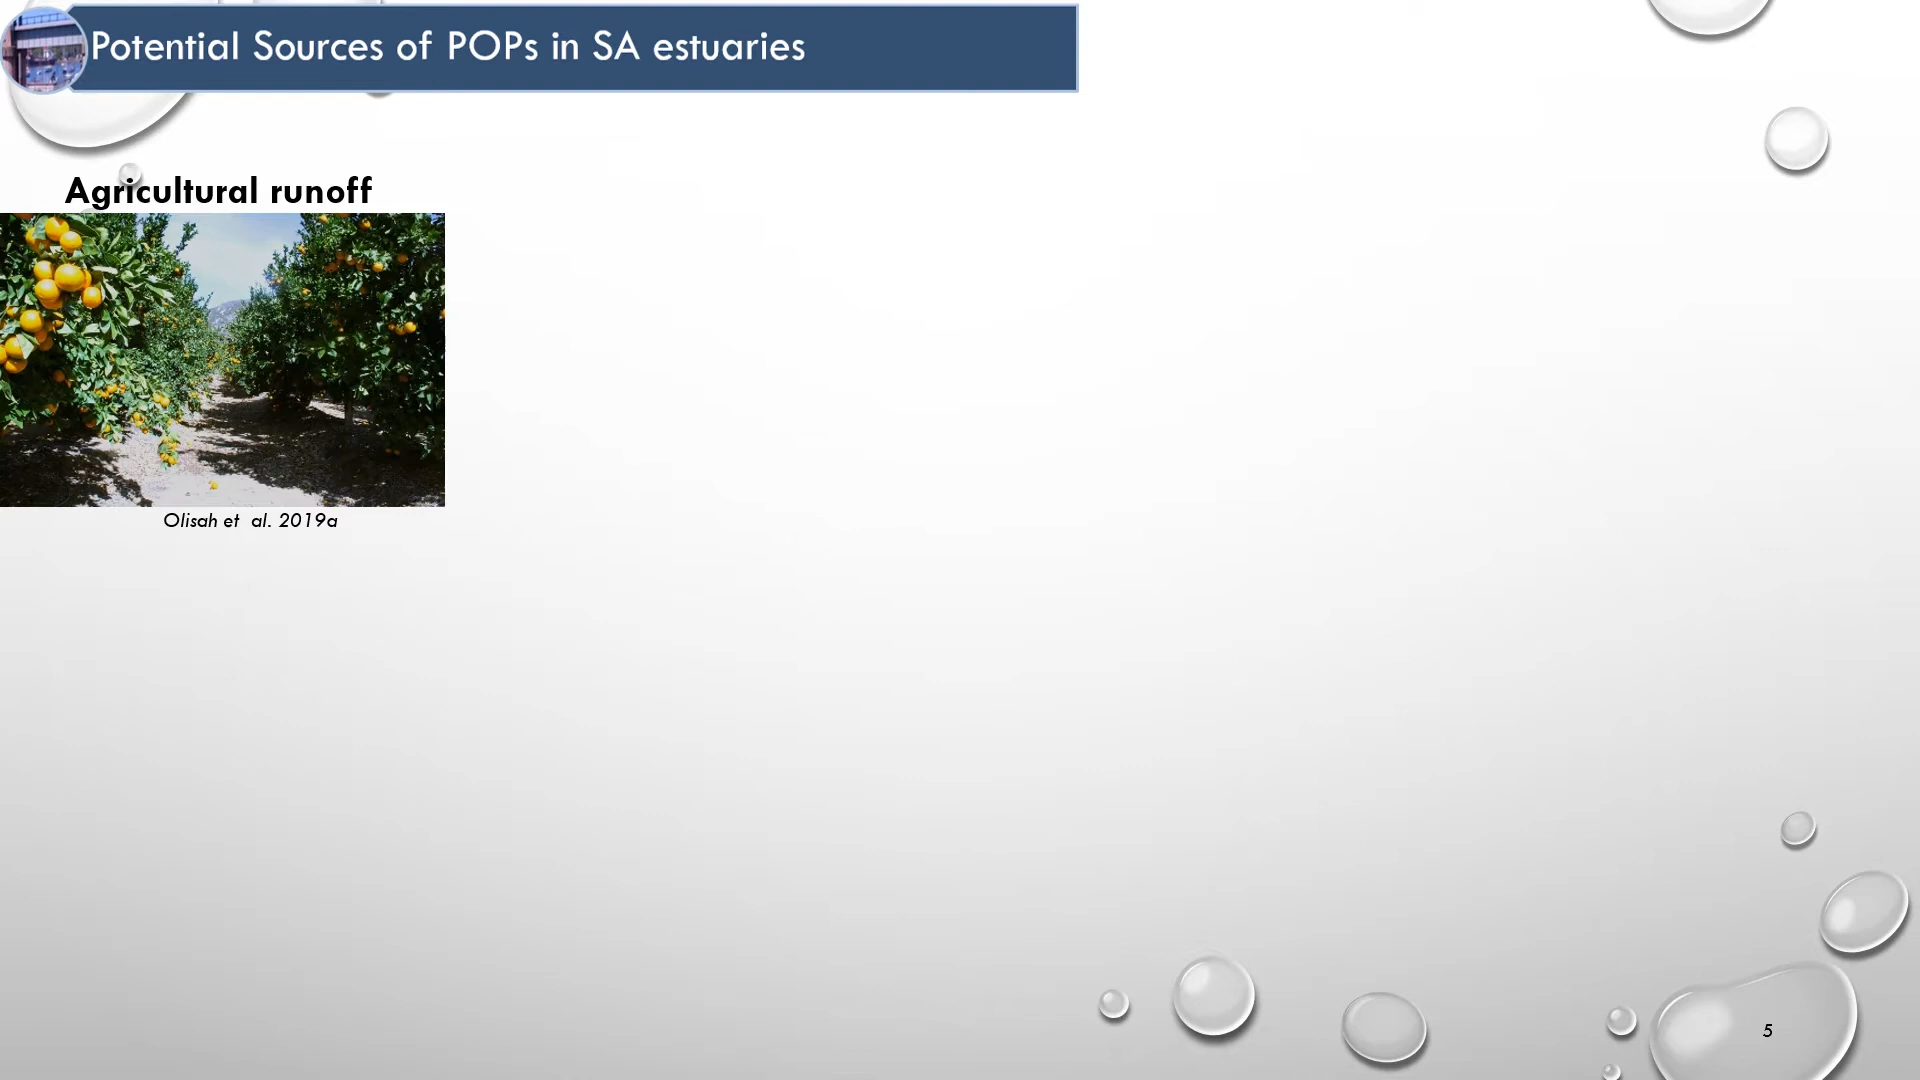 Potential Sources of POPs in SA estuaries
Agricultural runoff
Olisah et al. 2019a
5